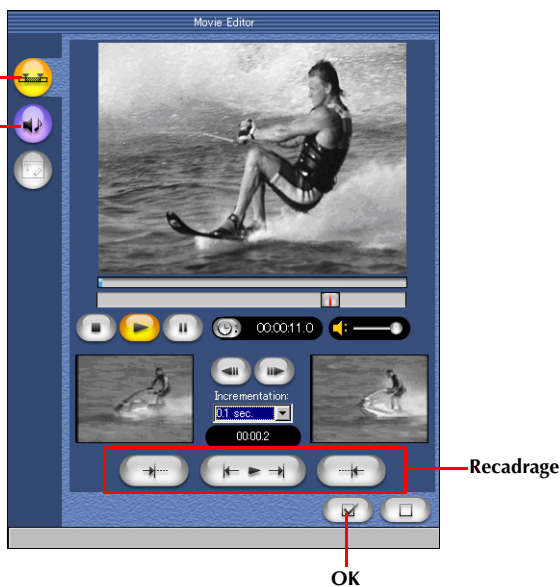 Movie Editor
00:00:11.0
Incrementation:
0.1 sec.
00:00.2
Recadrage
OK